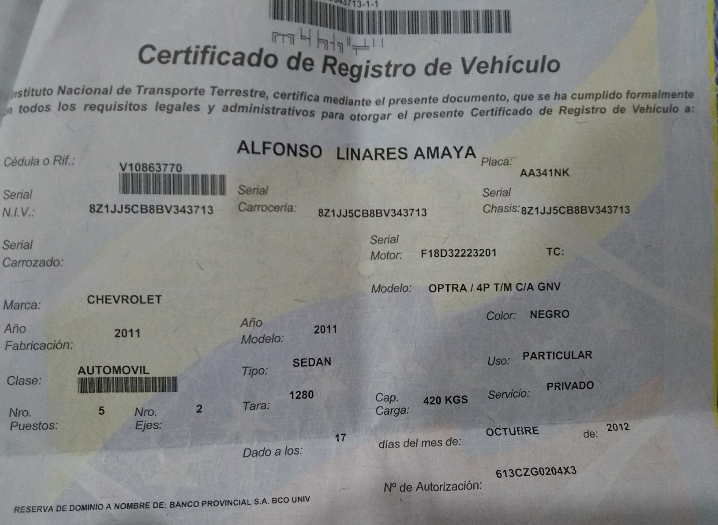 713-1-1
Certificado de Registro de Vehículo
Instituto Nacional de Transporte Terrestre, certifica mediante el presente documento, que se ha cumplido formalmente
todos los requisitos legales y administrativos para otorgar el presente Certificado de Registro de Vehículo a:
Cédula o Rif.: V10863770 ALFONSO LINARES AMAYA Placa: AA341NK
Serial N.I.V.: 8Z1JJ5CB8BV343713 Serial Carrocería: 8Z1JJ5CB8BV343713 Serial Chasis: 8Z1JJ5CB8BV343713
Serial Carrozado: Serial Motor: F18D32223201 TC:
Marca: CHEVROLET Modelo: OPTRA / 4P T/M C/A GNV
Año Fabricación: 2011 Año Modelo: 2011 Color: NEGRO
Clase: AUTOMOVIL Tipo: SEDAN Uso: PARTICULAR
Nro. Puestos: 5 Nro. Ejes: 2 Tara: 1280 Cap. Carga: 420 KGS Servicio: PRIVADO
Dado a los: 17 días del mes de: OCTUBRE de: 2012
Nº de Autorización: 613CZG0204X3
RESERVA DE DOMINIO A NOMBRE DE: BANCO PROVINCIAL S.A. BCO UNIV